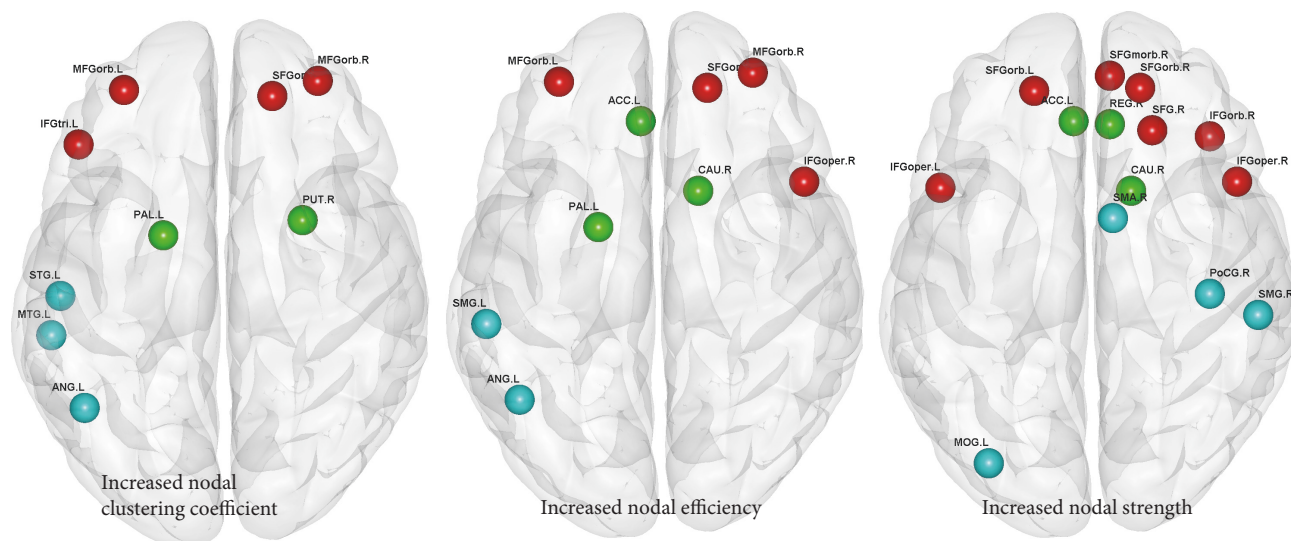 MFGorb.L
MFGorb.R
SFGor
IFGtri.L
PAL.L
PUT.R
STG.L
MTG.L
ANG.L
Increased nodal
clustering coefficient
MFGorb.L
MFGorb.R
SFGor
ACC.L
CAU.R
IFGoper.R
PAL.L
SMG.L
ANG.L
Increased nodal efficiency
SFGmorb.R
SFGorb.L
SFGorb.R
ACC.L
REG.R
SFG.R
IFGorb.R
IFGoper.L
CAU.R
IFGoper.R
SMA.R
PoCG.R
SMG.R
MOG.L
Increased nodal strength